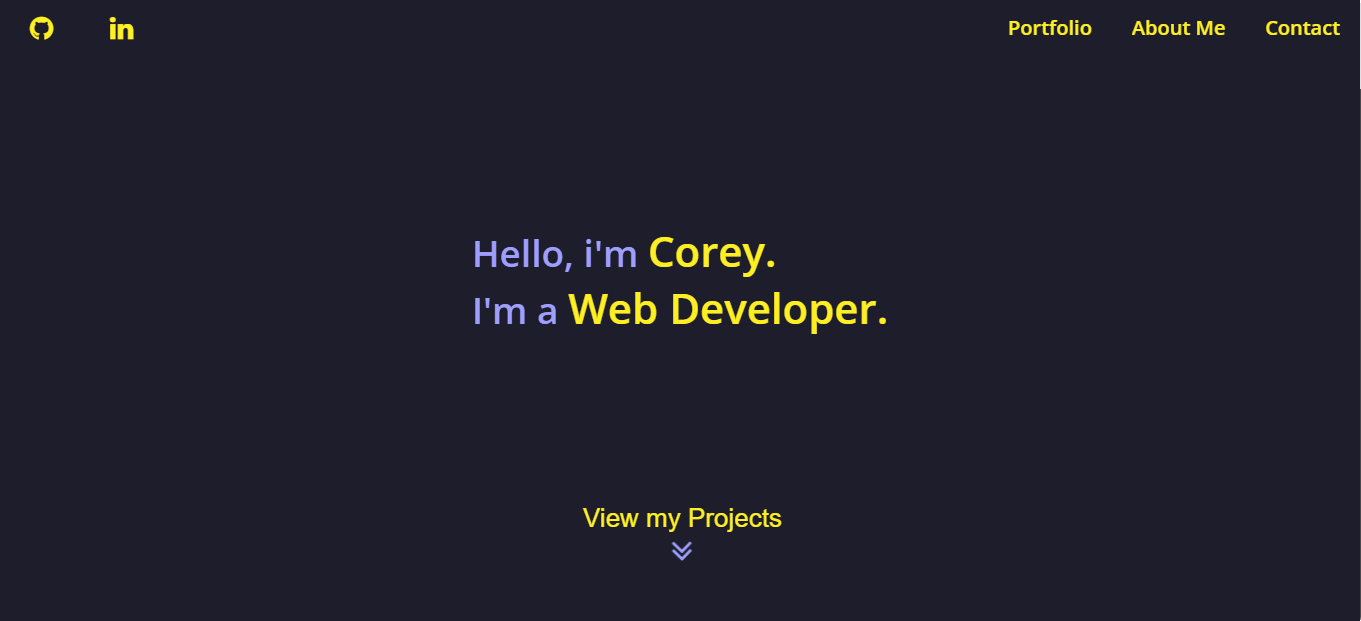 in
Portfolio About Me Contact
Hello, i'm Corey.
I'm a Web Developer.
View my Projects